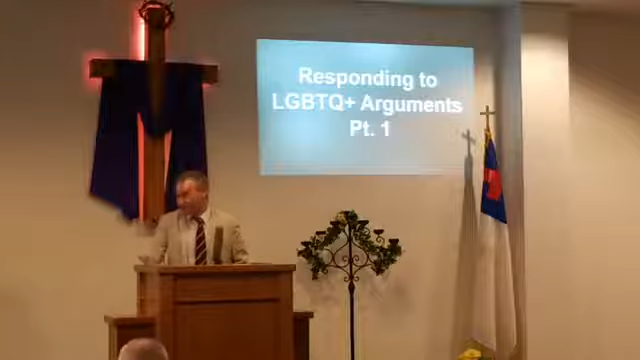 Responding to
LGBTQ+ Arguments
Pt. 1